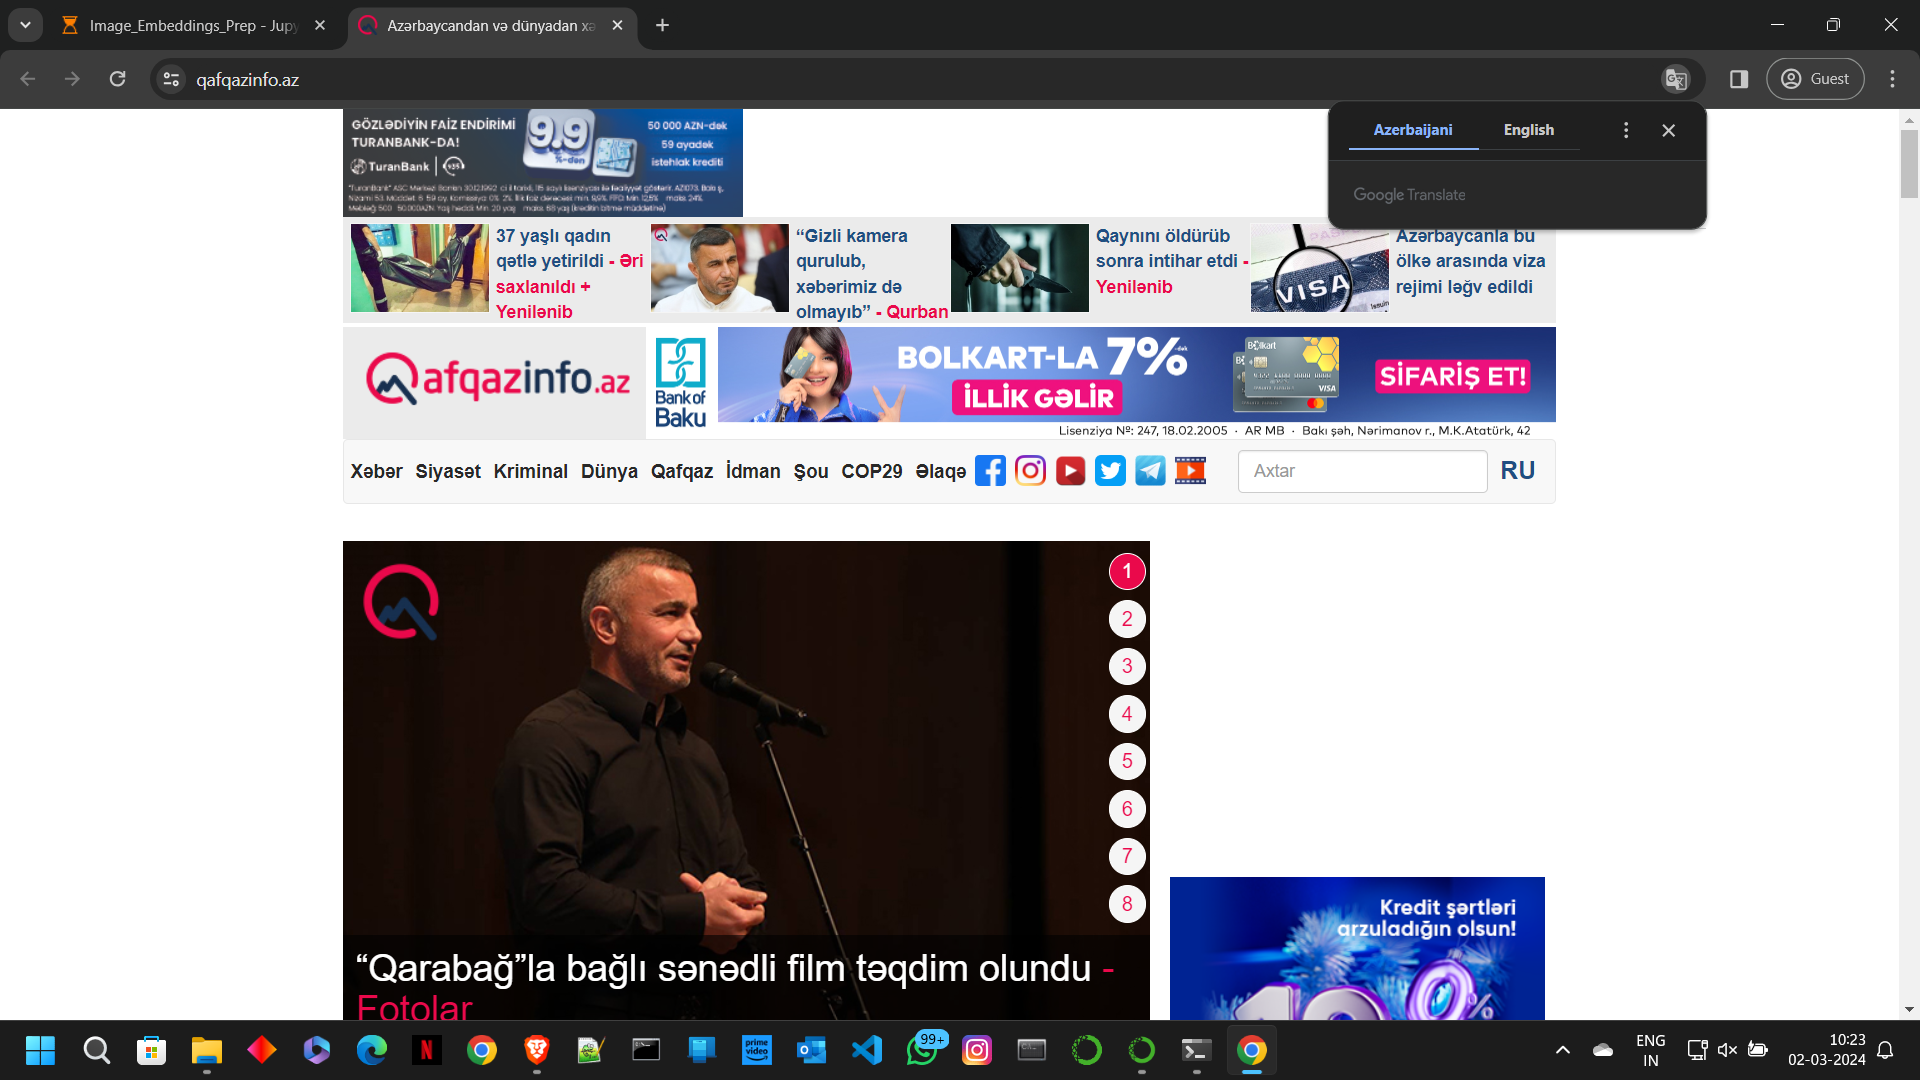 Image_Embeddings_Prep - Jupy
Azərbaycandan və dünyadan xə
qafqazinfo.az
Guest
Azerbaijani
English
Google Translate
GÖZLƏDİYİN FAİZ ENDİRİMİ
TURANBANK-DA!
TuranBank
935
9.9
%-dən
50 000 AZN-dək
59 ayadək
istehlak krediti
37 yaşlı qadın
qətlə yetirildi - Əri
saxlanıldı +
Yenilənib
“Gizli kamera
qurulub,
xəbərimiz də
olmayıb” - Qurban
Qaynını öldürüb
sonra intihar etdi -
Yenilənib
VISA
Azərbaycanla bu
ölkə arasında viza
rejimi ləğv edildi
Qafqazinfo.az
Bank of
Baku
BOLKART-LA 7%-dək
İLLİK GƏLİR
Bolkart
VISA
SİFARİŞ ET!
Lisenziya №: 247, 18.02.2005 · AR MB · Bakı şəh, Nərimanov r., M.K.Atatürk, 42
Xəbər Siyasət Kriminal Dünya Qafqaz İdman Şou COP29 Əlaqə
Axtar
RU
1
2
3
4
5
6
7
8
“Qarabağ”la bağlı sənədli film təqdim olundu -
Fotolar
Kredit şərtləri
arzuladığın olsun!
99+
prime
video
ENG
IN
10:23
02-03-2024